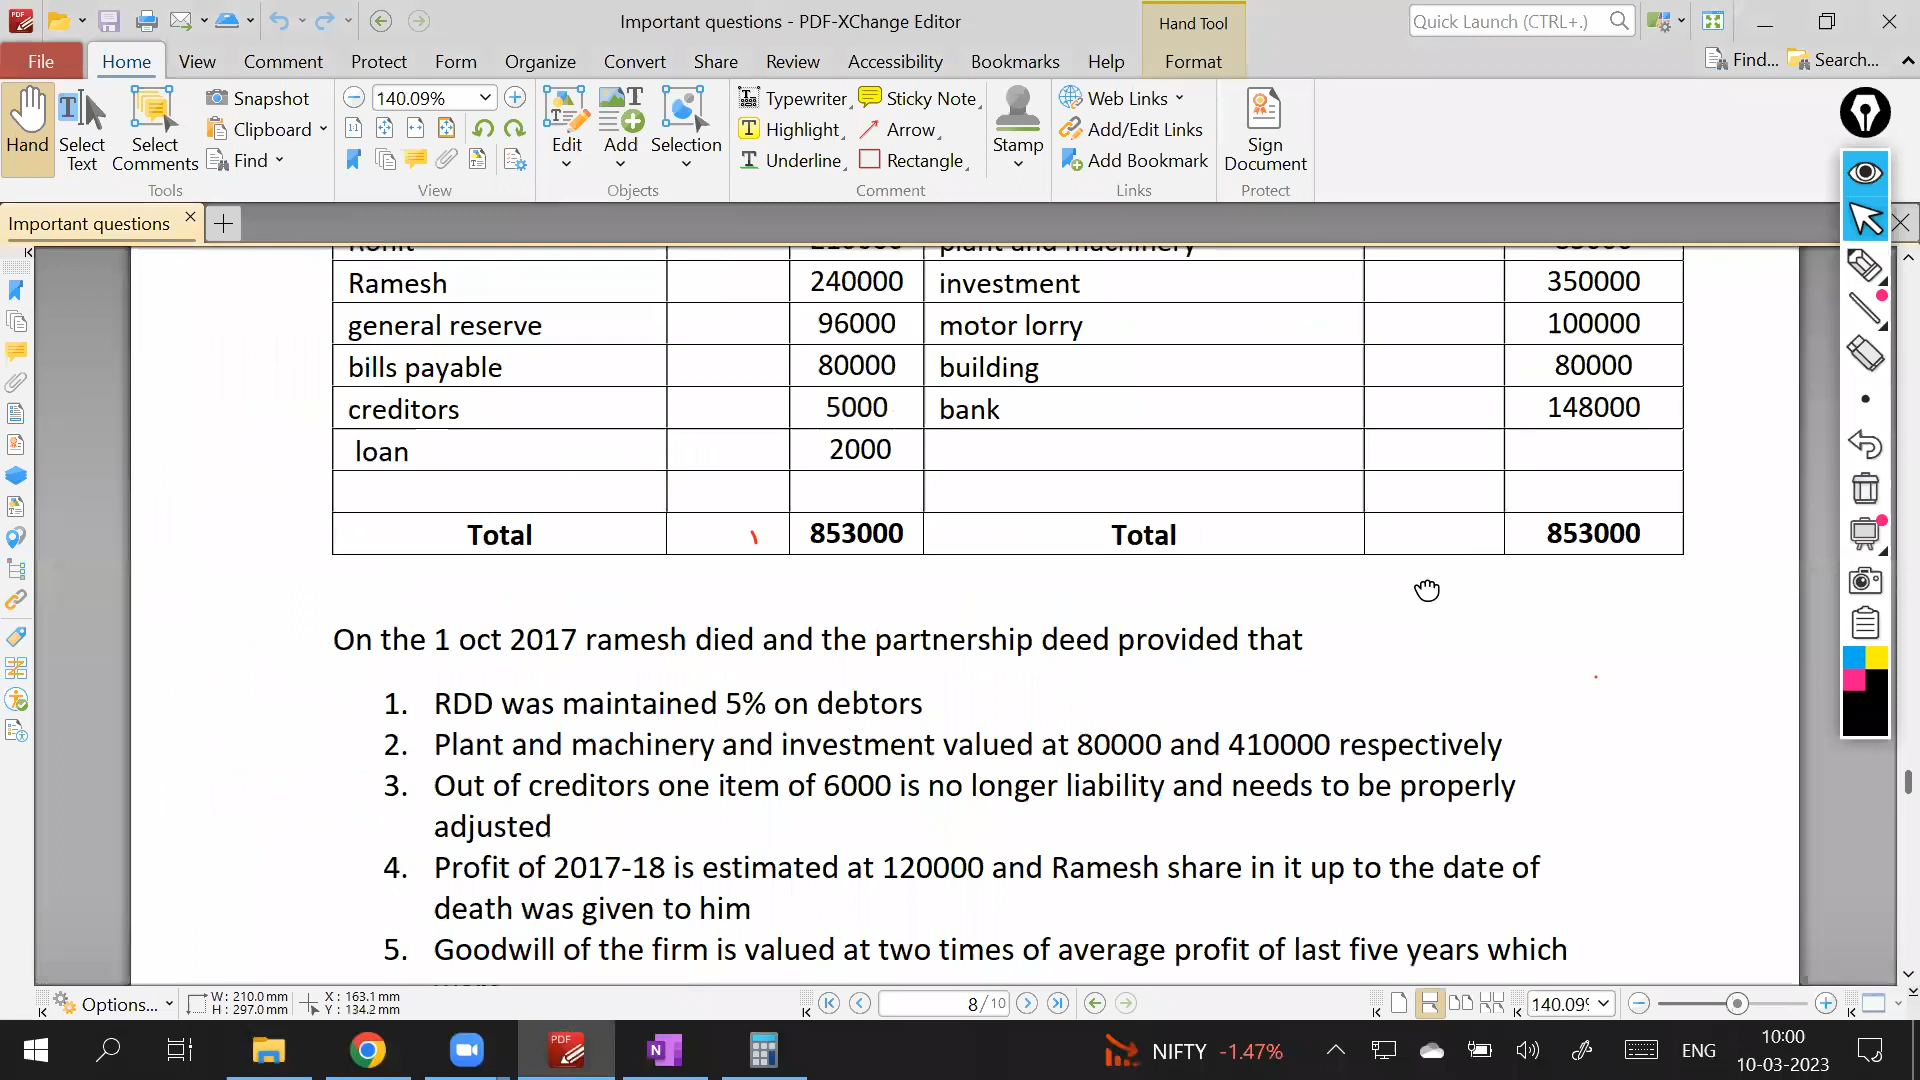 Important questions - PDF-XChange Editor
Hand Tool
Quick Launch (CTRL+.)
File Home View Comment Protect Form Organize Convert Share Review Accessibility Bookmarks Help Format
Find... Search...
Hand
Select Text
Select Comments
Snapshot
Clipboard
Find
Tools
140.09%
View
Edit
Add
Selection
Objects
Typewriter
Highlight
Underline
Sticky Note
Arrow
Rectangle
Stamp
Comment
Web Links
Add/Edit Links
Add Bookmark
Links
Sign Document
Protect
Important questions
plant and machinery
Ramesh 240000 investment 350000
general reserve 96000 motor lorry 100000
bills payable 80000 building 80000
creditors 5000 bank 148000
loan 2000
Total 853000 Total 853000
On the 1 oct 2017 ramesh died and the partnership deed provided that
1. RDD was maintained 5% on debtors
2. Plant and machinery and investment valued at 80000 and 410000 respectively
3. Out of creditors one item of 6000 is no longer liability and needs to be properly
adjusted
4. Profit of 2017-18 is estimated at 120000 and Ramesh share in it up to the date of
death was given to him
5. Goodwill of the firm is valued at two times of average profit of last five years which
Options...
W: 210.0 mm
H: 297.0 mm
X: 163.1 mm
Y: 134.2 mm
8 / 10
140.09%
NIFTY -1.47%
ENG
10:00
10-03-2023